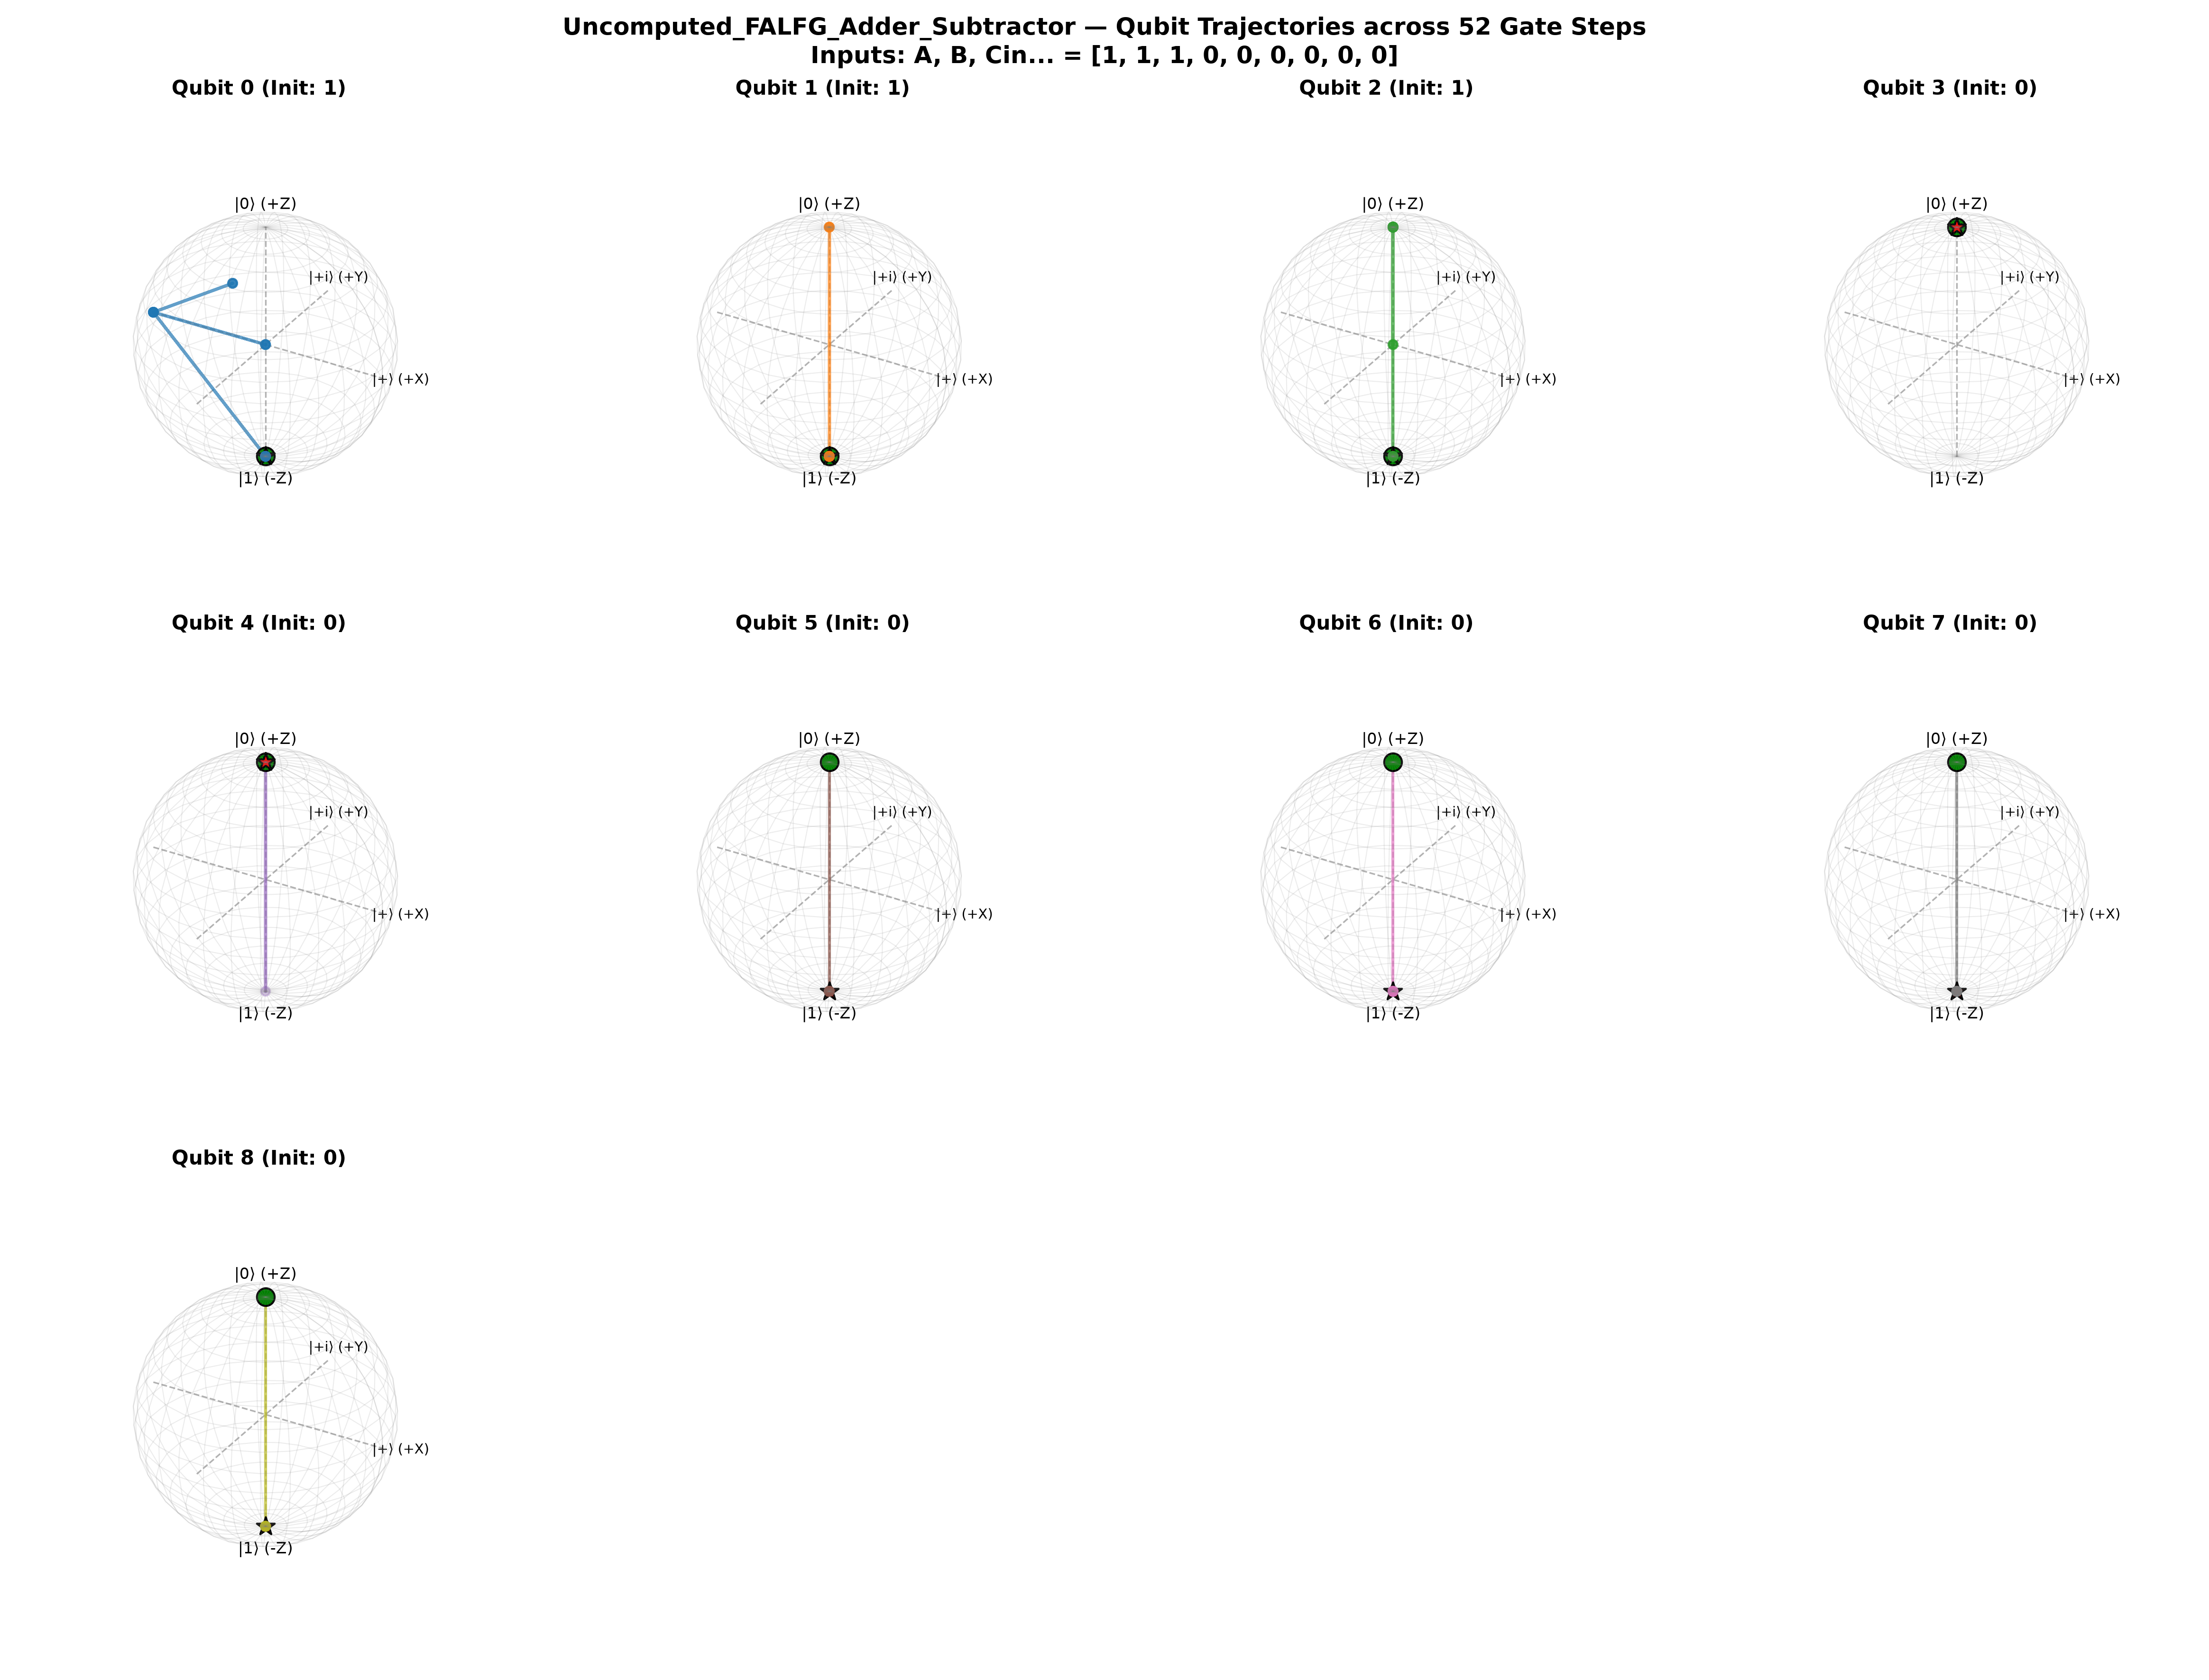 Uncomputed_FALFG_Adder_Subtractor — Qubit Trajectories across 52 Gate Steps
Inputs: A, B, Cin... = [1, 1, 1, 0, 0, 0, 0, 0, 0]
Qubit 0 (Init: 1)
|0⟩ (+Z)
|+i⟩ (+Y)
|+⟩ (+X)
|1⟩ (-Z)
Qubit 1 (Init: 1)
|0⟩ (+Z)
|+i⟩ (+Y)
|+⟩ (+X)
|1⟩ (-Z)
Qubit 2 (Init: 1)
|0⟩ (+Z)
|+i⟩ (+Y)
|+⟩ (+X)
|1⟩ (-Z)
Qubit 3 (Init: 0)
|0⟩ (+Z)
|+i⟩ (+Y)
|+⟩ (+X)
|1⟩ (-Z)
Qubit 4 (Init: 0)
|0⟩ (+Z)
|+i⟩ (+Y)
|+⟩ (+X)
|1⟩ (-Z)
Qubit 5 (Init: 0)
|0⟩ (+Z)
|+i⟩ (+Y)
|+⟩ (+X)
|1⟩ (-Z)
Qubit 6 (Init: 0)
|0⟩ (+Z)
|+i⟩ (+Y)
|+⟩ (+X)
|1⟩ (-Z)
Qubit 7 (Init: 0)
|0⟩ (+Z)
|+i⟩ (+Y)
|+⟩ (+X)
|1⟩ (-Z)
Qubit 8 (Init: 0)
|0⟩ (+Z)
|+i⟩ (+Y)
|+⟩ (+X)
|1⟩ (-Z)